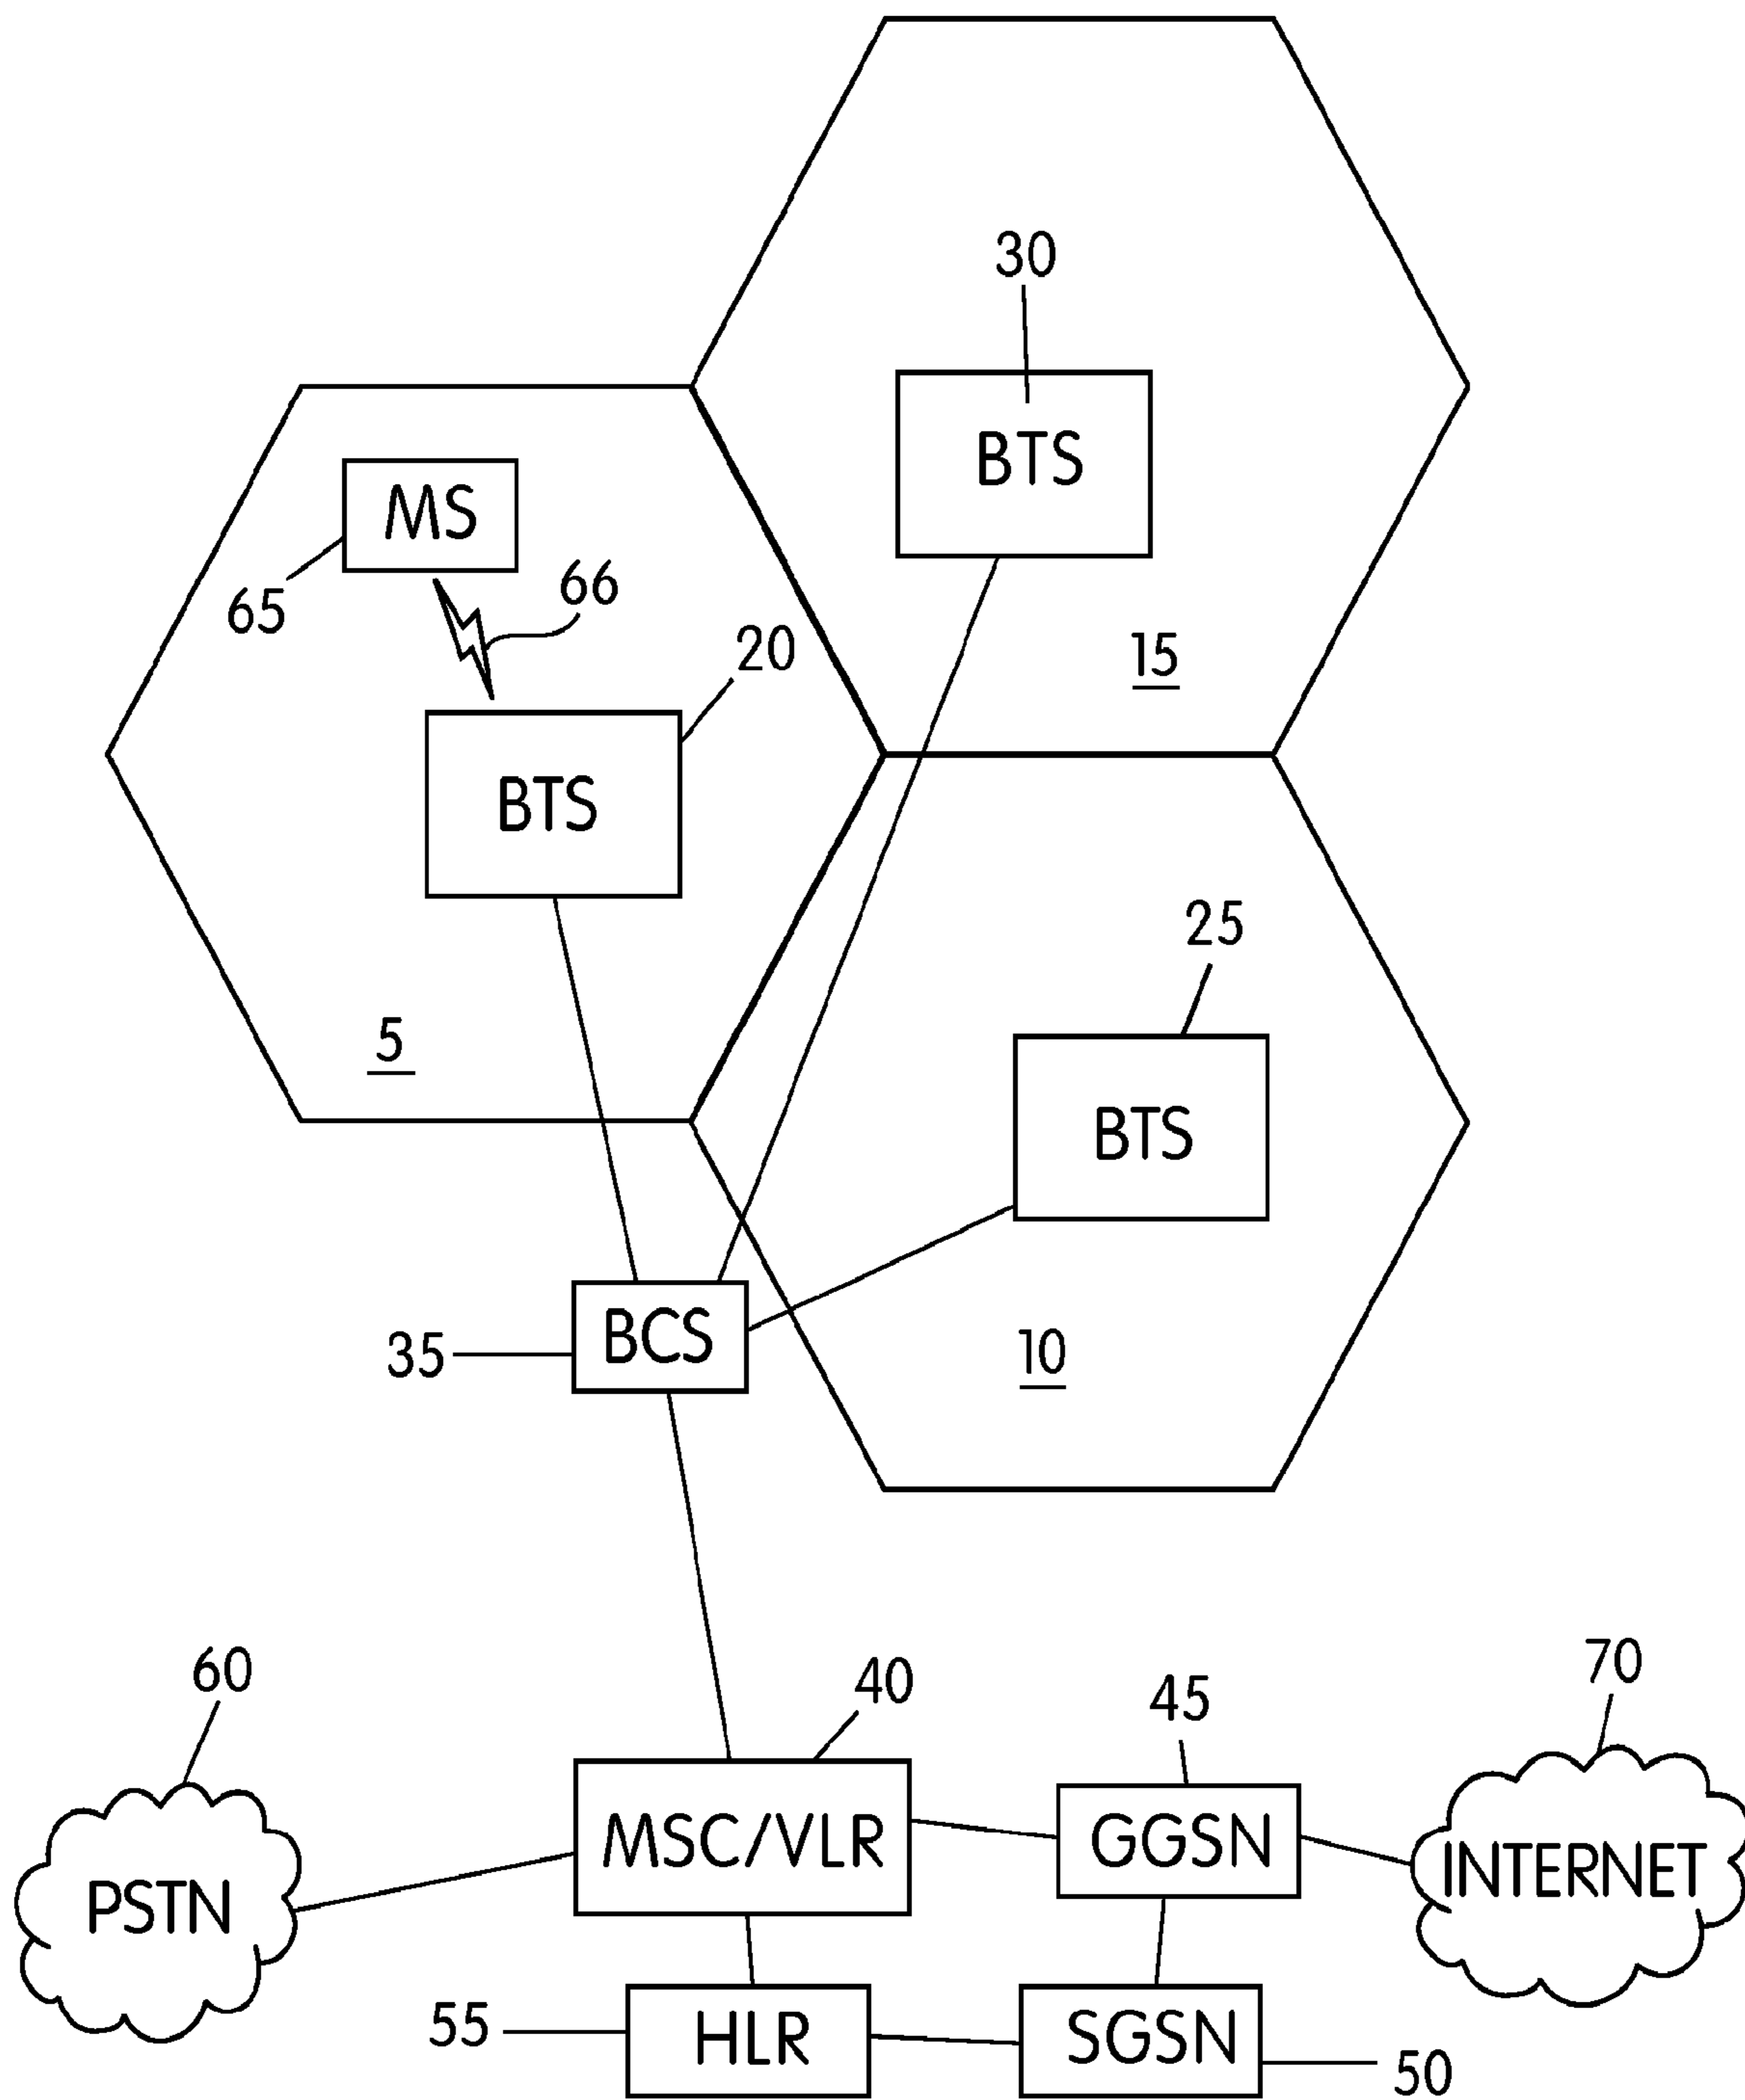 30
BTS
MS
66
65
20
15
BTS
25
5
BTS
BCS
35
10
60
40
45
70
MSC/VLR
GGSN
INTERNET
PSTN
55
HLR
SGSN
50